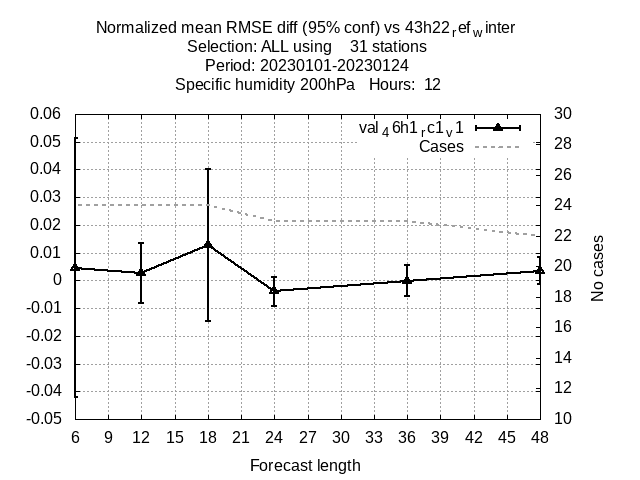 Normalized mean RMSE diff (95% conf) vs 43h22refwinter
Selection: ALL using 31 stations
Period: 20230101-20230124
Specific humidity 200hPa Hours: 12
val46h1rc1v1
Cases
0.06
0.05
0.04
0.03
0.02
0.01
0
-0.01
-0.02
-0.03
-0.04
-0.05
30
28
26
24
22
20
18
16
14
12
10
No cases
6 9 12 15 18 21 24 27 30 33 36 39 42 45 48
Forecast length